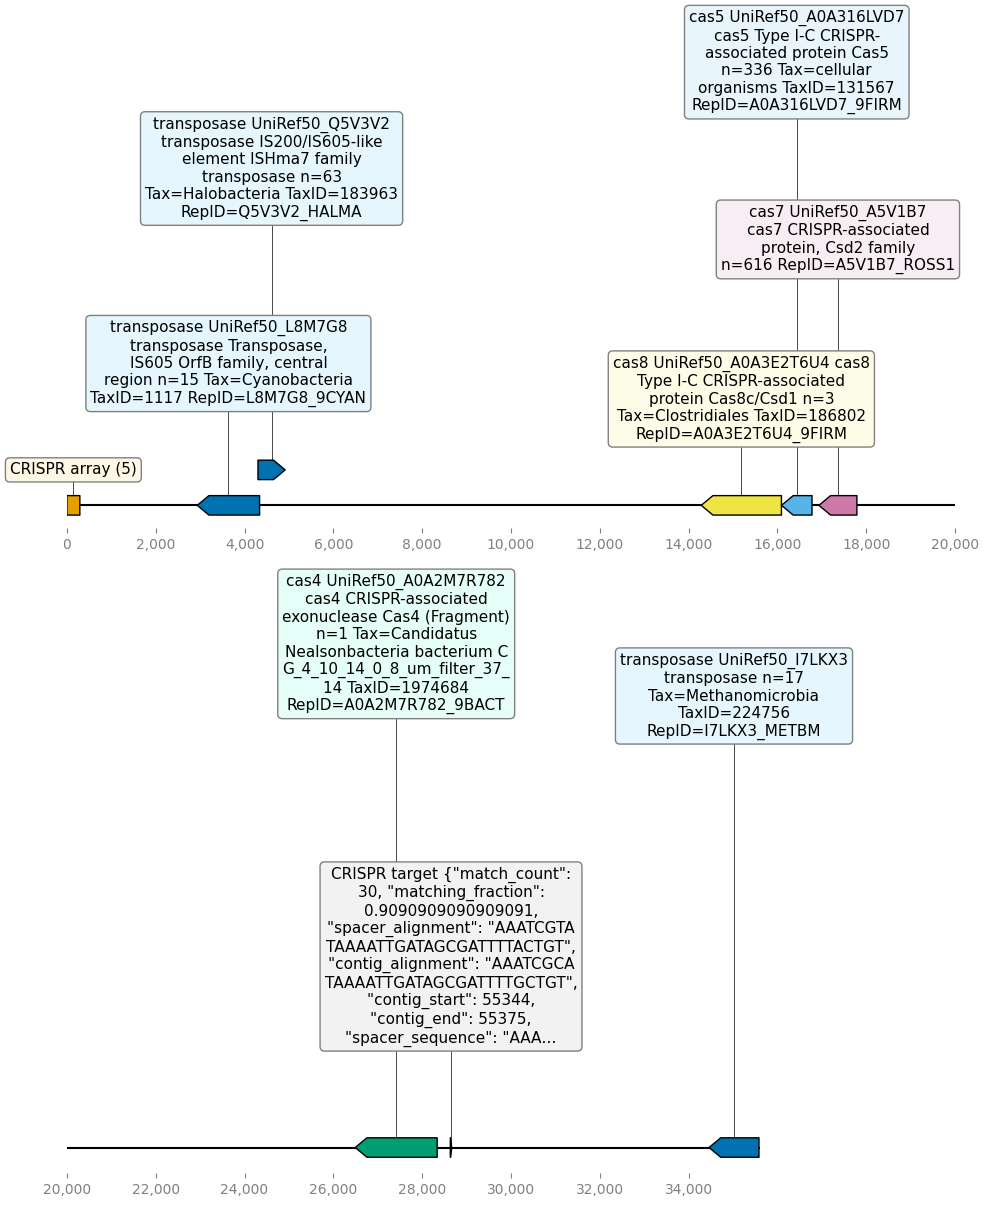 cas5 UniRef50_A0A316LVD7
cas5 Type I-C CRISPR-
associated protein Cas5
n=336 Tax=cellular
organisms TaxID=131567
RepID=A0A316LVD7_9FIRM
transposase UniRef50_Q5V3V2
transposase IS200/IS605-like
element ISHma7 family
transposase n=63
Tax=Halobacteria TaxID=183963
RepID=Q5V3V2_HALMA
cas7 UniRef50_A5V1B7
cas7 CRISPR-associated
protein, Csd2 family
n=616 RepID=A5V1B7_ROSS1
transposase UniRef50_L8M7G8
transposase Transposase,
IS605 OrfB family, central
region n=15 Tax=Cyanobacteria
TaxID=1117 RepID=L8M7G8_9CYAN
cas8 UniRef50_A0A3E2T6U4 cas8
Type I-C CRISPR-associated
protein Cas8c/Csd1 n=3
Tax=Clostridiales TaxID=186802
RepID=A0A3E2T6U4_9FIRM
CRISPR array (5)
0 2,000 4,000 6,000 8,000 10,000 12,000 14,000 16,000 18,000 20,000
cas4 UniRef50_A0A2M7R782
cas4 CRISPR-associated
exonuclease Cas4 (Fragment)
n=1 Tax=Candidatus
Nealsonbacteria bacterium C
G_4_10_14_0_8_um_filter_37_
14 TaxID=1974684
RepID=A0A2M7R782_9BACT
transposase UniRef50_I7LKX3
transposase n=17
Tax=Methanomicrobia
TaxID=224756
RepID=I7LKX3_METBM
CRISPR target {"match_count":
30, "matching_fraction":
0.9090909090909091,
"spacer_alignment": "AAATCGTA
TAAAATTGATAGCGATTTTACTGT",
"contig_alignment": "AAATCGCA
TAAAATTGATAGCGATTTTGCTGT",
"contig_start": 55344,
"contig_end": 55375,
"spacer_sequence": "AAA...
20,000 22,000 24,000 26,000 28,000 30,000 32,000 34,000